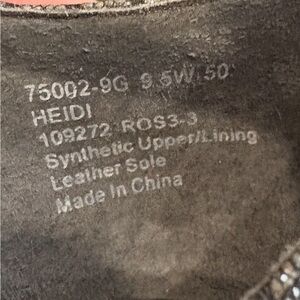 75002-9G 9.5W 50
HEIDI
109272 ROS3-3
Synthetic Upper/Lining
Leather Sole
Made In China